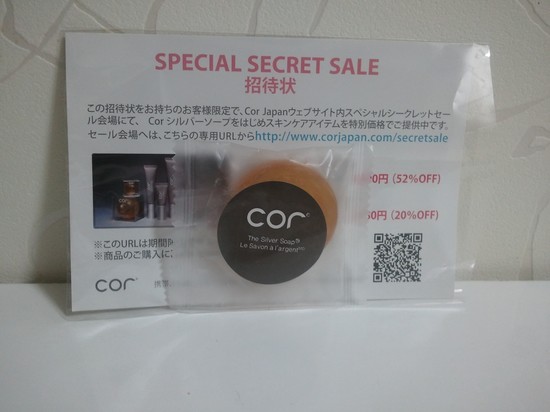 SPECIAL SECRET SALE
招待状
この招待状をお持ちのお客様限定で、Cor Japanウェブサイト内スペシャルシークレットセー
ル会場にて、 Cor シルバーソープをはじめスキンケアアイテムを特別価格でご提供中です。
セール会場へは、こちらの専用URLからhttp://www.corjapan.com/secretsale
cor
円 (52%OFF)
0円 (20%OFF)
cor
The Silver Soap
Le Savon à l'argent
※このURLは期間
※商品のご購入に
cor
携